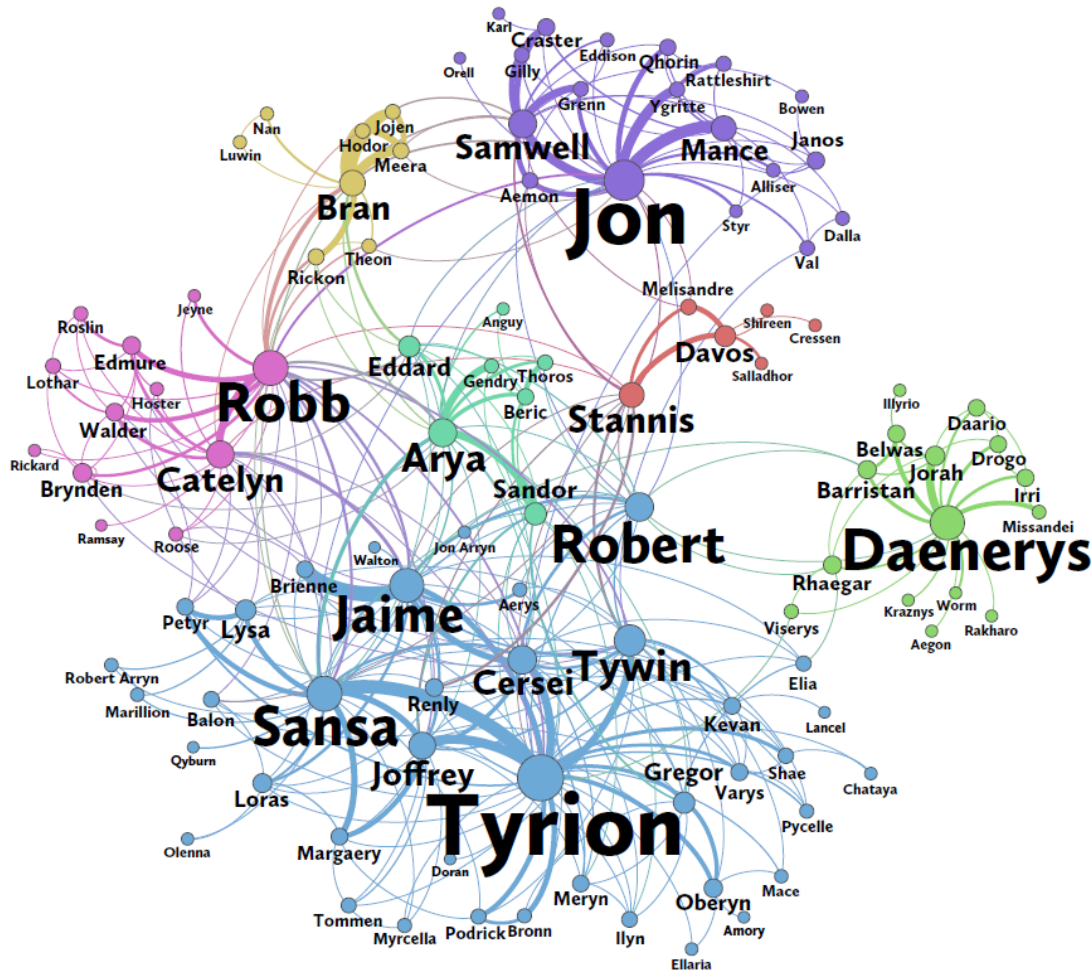 Karl
Craster
Eddison
Qhorin
Orell
Gilly
Rattleshirt
Grenn
Ygritte
Bowen
Nan
Jojen
Hodor
Samwell
Mance
Janos
Luwin
Meera
Alliser
Aemon
Bran
Jon
Styr
Dalla
Theon
Val
Rickon
Melisandre
Jeyne
Roslin
Anguy
Shireen
Cressen
Edmure
Eddard
Davos
Lothar
Gendry
Thoros
Salladhor
Hoster
Robb
Beric
Stannis
Illyrio
Daario
Walder
Belwas
Arya
Jorah
Drogo
Rickard
Catelyn
Barristan
Irri
Brynden
Sandor
Missandei
Ramsay
Roose
Jon Arryn
Robert
Daenerys
Walton
Brienne
Rhaegar
Aerys
Kraznys
Worm
Petyr
Lysa
Jaime
Viserys
Aegon
Rakharo
Robert Arryn
Cersei
Tywin
Elia
Marillion
Balon
Renly
Kevan
Lancel
Sansa
Qyburn
Joffrey
Gregor
Shae
Varys
Chataya
Loras
Tyrion
Pycelle
Olenna
Margaery
Doran
Meryn
Mace
Oberyn
Tommen
Myrcella
Podrick
Bronn
Ilyn
Amory
Ellaria